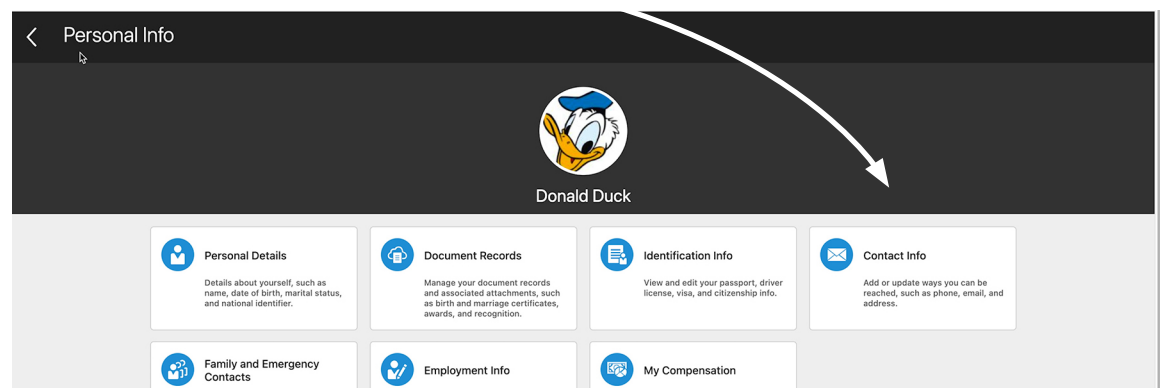 Personal Info
Donald Duck
Personal Details
Details about yourself, such as
name, date of birth, marital status,
and national identifier.
Document Records
Manage your document records
and associated attachments, such
as birth and marriage certificates,
awards, and recognition.
Identification Info
View and edit your passport, driver
license, visa, and citizenship info.
Contact Info
Add or update ways you can be
reached, such as phone, email, and
address.
Family and Emergency
Contacts
Employment Info
My Compensation